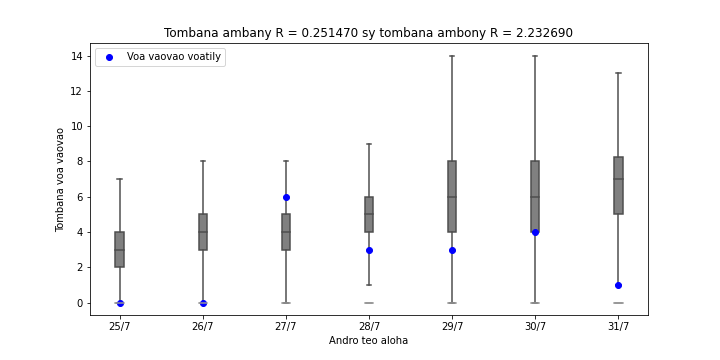 Tombana ambany R = 0.251470 sy tombana ambony R = 2.232690
Voa vaovao voatily
Tombana voa vaovao
14
12
10
8
6
4
2
0
25/7 26/7 27/7 28/7 29/7 30/7 31/7
Andro teo aloha